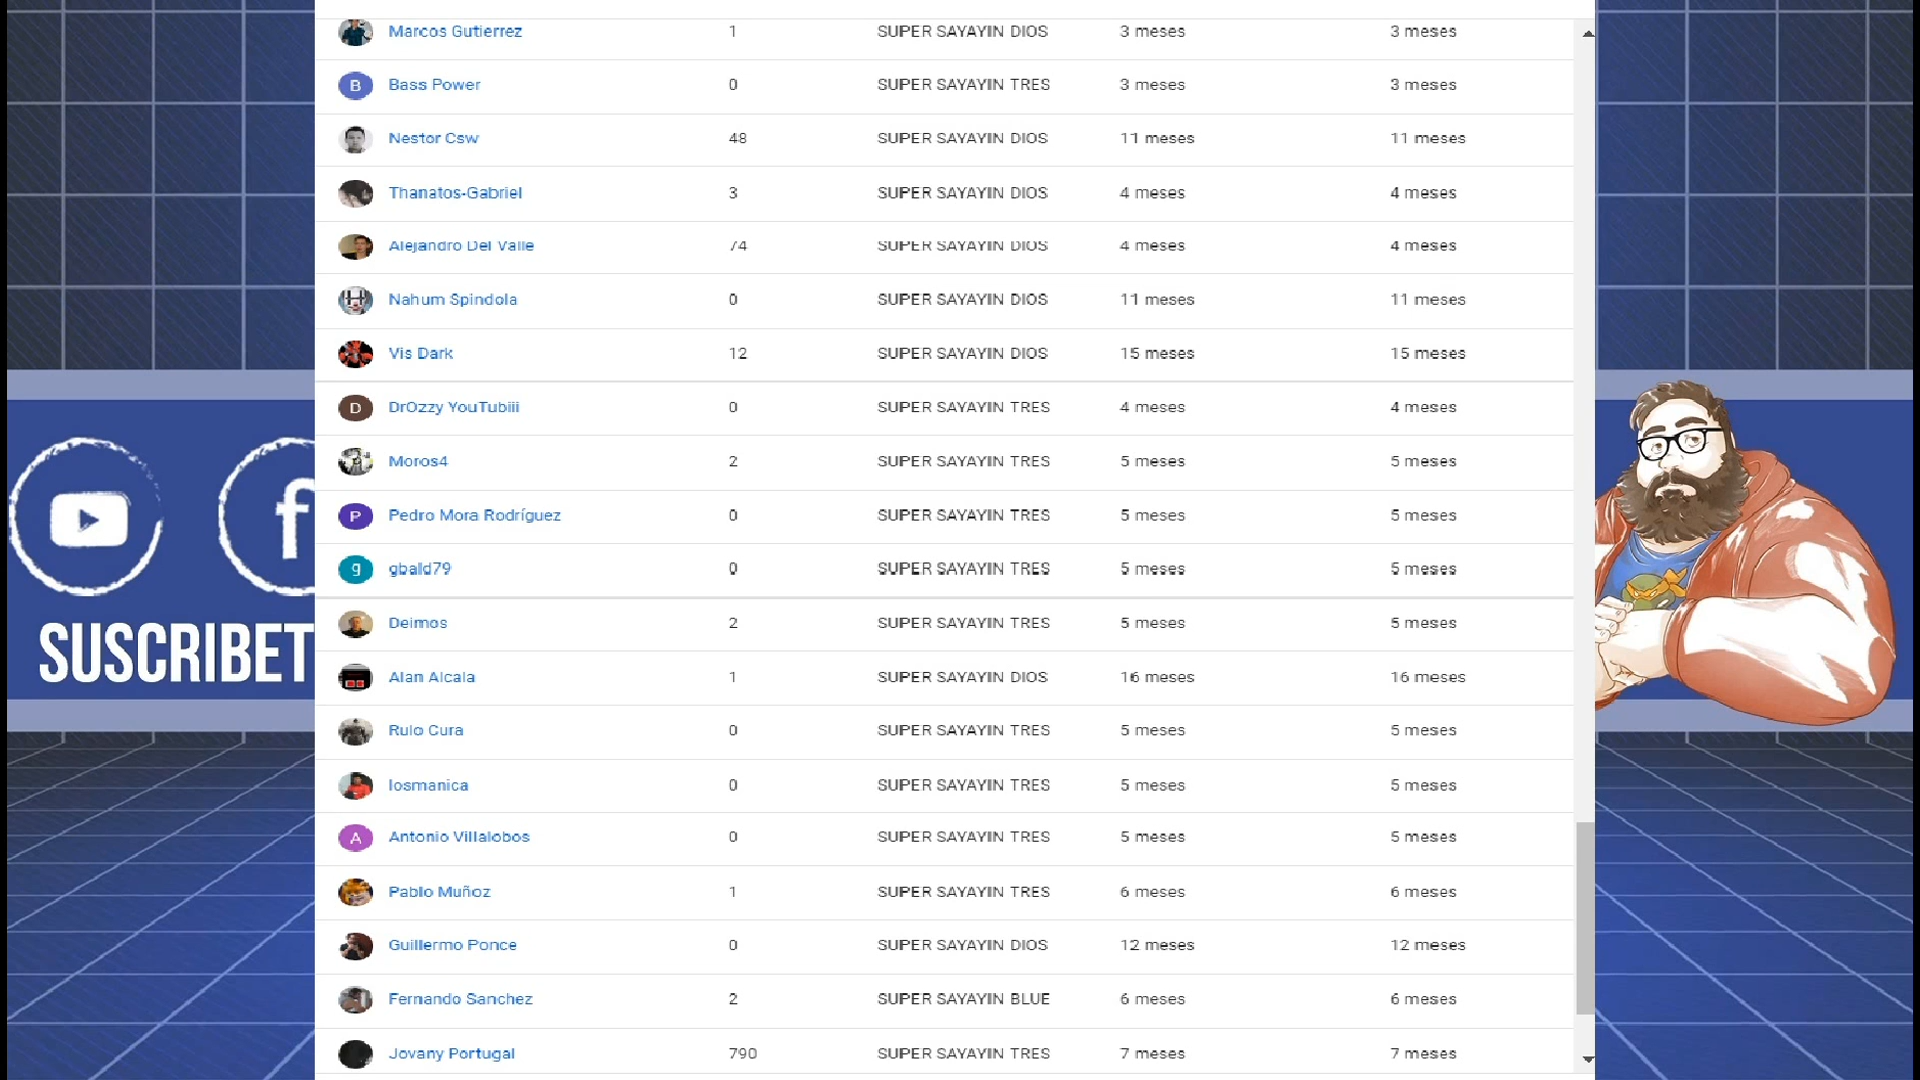 Marcos Gutierrez 1 SUPER SAYAYIN DIOS 3 meses 3 meses
B Bass Power 0 SUPER SAYAYIN TRES 3 meses 3 meses
Nestor Csw 48 SUPER SAYAYIN DIOS 11 meses 11 meses
Thanatos-Gabriel 3 SUPER SAYAYIN DIOS 4 meses 4 meses
Alejandro Del Valle 74 SUPER SAYAYIN DIOS 4 meses 4 meses
Nahum Spindola 0 SUPER SAYAYIN DIOS 11 meses 11 meses
Vis Dark 12 SUPER SAYAYIN DIOS 15 meses 15 meses
D DrOzzy YouTubiii 0 SUPER SAYAYIN TRES 4 meses 4 meses
Moros4 2 SUPER SAYAYIN TRES 5 meses 5 meses
P Pedro Mora Rodríguez 0 SUPER SAYAYIN TRES 5 meses 5 meses
g gbald79 0 SUPER SAYAYIN TRES 5 meses 5 meses
Deimos 2 SUPER SAYAYIN TRES 5 meses 5 meses
Alan Alcala 1 SUPER SAYAYIN DIOS 16 meses 16 meses
Rulo Cura 0 SUPER SAYAYIN TRES 5 meses 5 meses
losmanica 0 SUPER SAYAYIN TRES 5 meses 5 meses
A Antonio Villalobos 0 SUPER SAYAYIN TRES 5 meses 5 meses
Pablo Muñoz 1 SUPER SAYAYIN TRES 6 meses 6 meses
Guillermo Ponce 0 SUPER SAYAYIN DIOS 12 meses 12 meses
Fernando Sanchez 2 SUPER SAYAYIN BLUE 6 meses 6 meses
Jovany Portugal 790 SUPER SAYAYIN TRES 7 meses 7 meses
f
SUSCRIBET